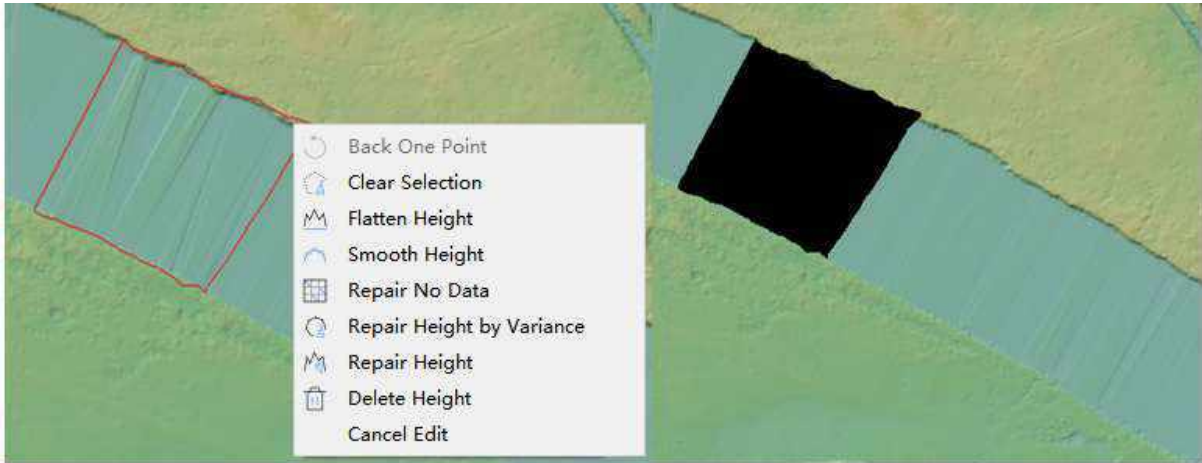 Back One Point
Clear Selection
Flatten Height
Smooth Height
Repair No Data
Repair Height by Variance
Repair Height
Delete Height
Cancel Edit